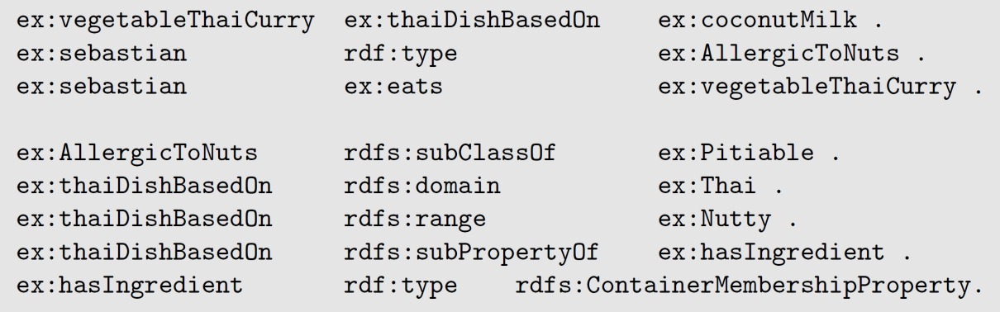 ex:vegetableThaiCurry ex:thaiDishBasedOn ex:coconutMilk .
ex:sebastian rdf:type ex:AllergicToNuts .
ex:sebastian ex:eats ex:vegetableThaiCurry .
ex:AllergicToNuts rdfs:subClassOf ex:Pitiable .
ex:thaiDishBasedOn rdfs:domain ex:Thai .
ex:thaiDishBasedOn rdfs:range ex:Nutty .
ex:thaiDishBasedOn rdfs:subPropertyOf ex:hasIngredient .
ex:hasIngredient rdf:type rdfs:ContainerMembershipProperty.